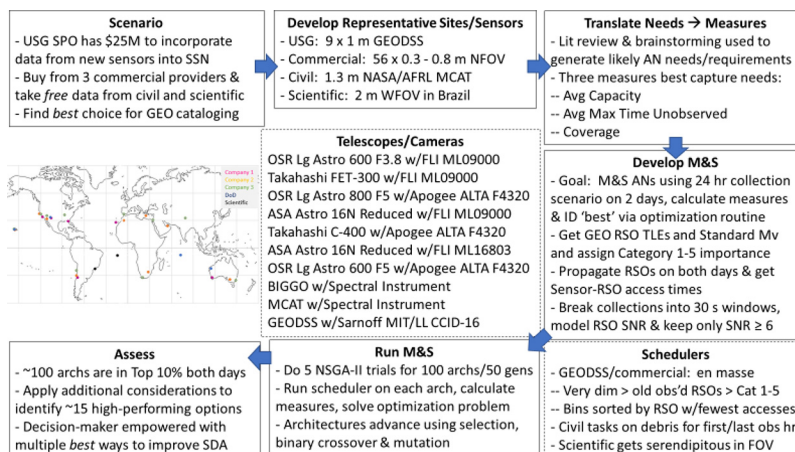 Scenario
- USG SPO has $25M to incorporate
data from new sensors into SSN
- Buy from 3 commercial providers &
take free data from civil and scientific
- Find best choice for GEO cataloging
Develop Representative Sites/Sensors
- USG: 9 x 1 m GEODSS
- Commercial: 56 x 0.3 - 0.8 m NFOV
- Civil: 1.3 m NASA/AFRL MCAT
- Scientific: 2 m WFOV in Brazil
Translate Needs → Measures
- Lit review & brainstorming used to
generate likely AN needs/requirements
- Three measures best capture needs:
-- Avg Capacity
-- Avg Max Time Unobserved
-- Coverage
Company 1
Company 2
Company 3
DoD
Scientific
Telescopes/Cameras
OSR Lg Astro 600 F3.8 w/FLI ML09000
Takahashi FET-300 w/FLI ML09000
OSR Lg Astro 800 F5 w/Apogee ALTA F4320
ASA Astro 16N Reduced w/FLI ML09000
Takahashi C-400 w/Apogee ALTA F4320
ASA Astro 16N Reduced w/FLI ML16803
OSR Lg Astro 600 F5 w/Apogee ALTA F4320
BIGGO w/Spectral Instrument
MCAT w/Spectral Instrument
GEODSS w/Sarnoff MIT/LL CCID-16
Develop M&S
- Goal: M&S ANs using 24 hr collection
scenario on 2 days, calculate measures
& ID 'best' via optimization routine
- Get GEO RSO TLEs and Standard Mv
and assign Category 1-5 importance
- Propagate RSOs on both days & get
Sensor-RSO access times
- Break collections into 30 s windows,
model RSO SNR & keep only SNR ≥ 6
Assess
- ~100 archs are in Top 10% both days
- Apply additional considerations to
identify ~15 high-performing options
- Decision-maker empowered with
multiple best ways to improve SDA
Run M&S
- Do 5 NSGA-II trials for 100 archs/50 gens
- Run scheduler on each arch, calculate
measures, solve optimization problem
- Architectures advance using selection,
binary crossover & mutation
Schedulers
- GEODSS/commercial: en masse
-- Very dim > old obs'd RSOs > Cat 1-5
-- Bins sorted by RSO w/fewest accesses
- Civil tasks on debris for first/last obs hr
- Scientific gets serendipitous in FOV